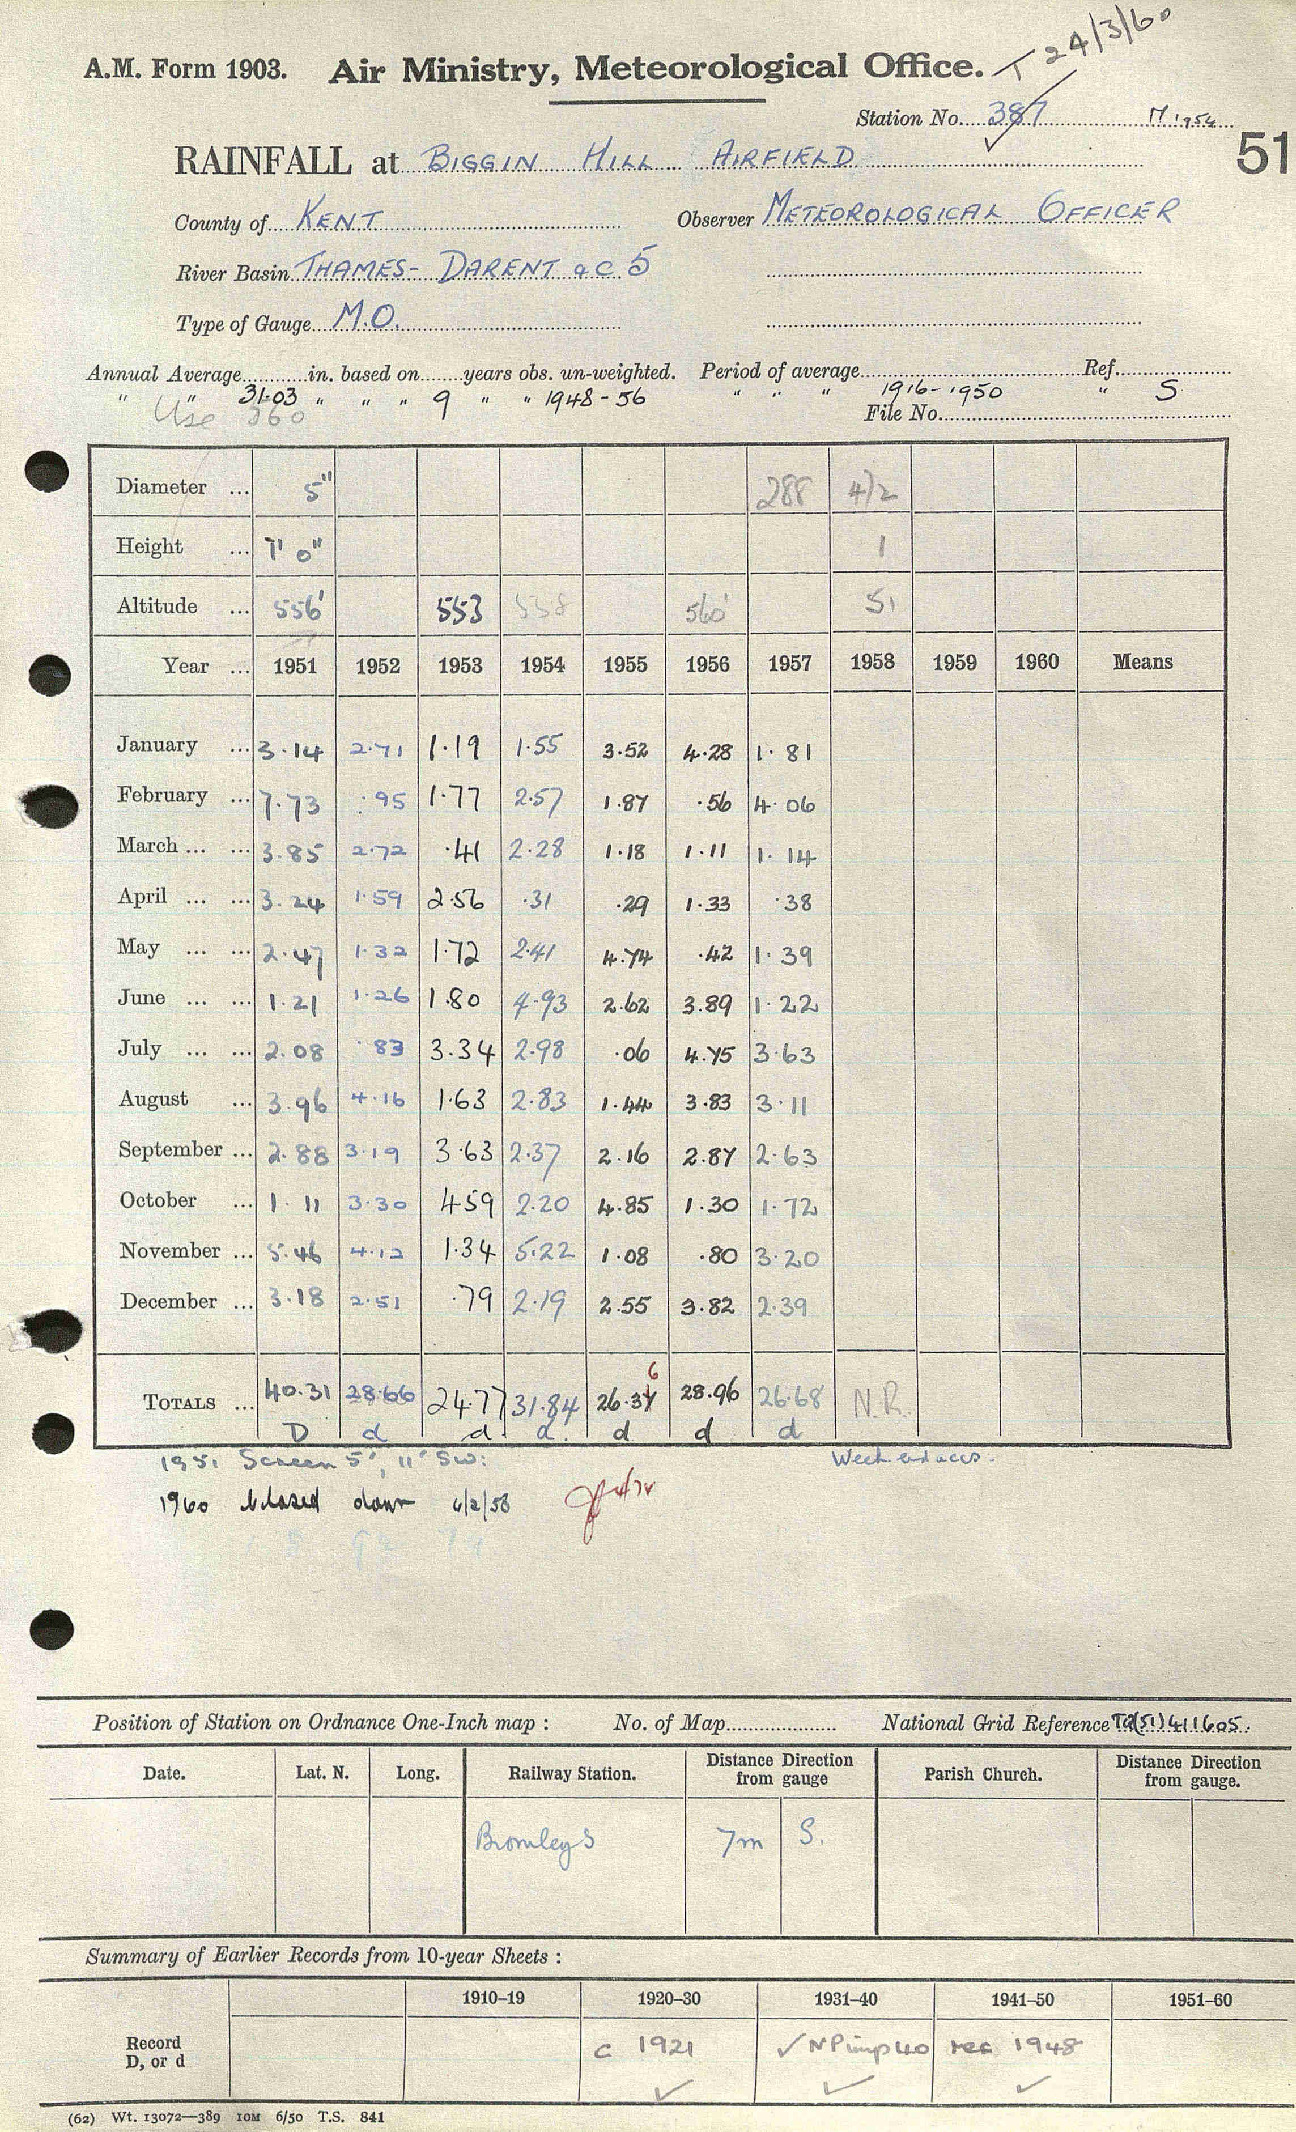 T 24/3/60
A.M. Form 1903. Air Ministry, Meteorological Office.
Station No. 387 M 1954
51
RAINFALL at BIGGIN HILL AIRFIELD
County of KENT Observer METEOROLOGICAL OFFICER
River Basin THAMES- DARENT a c 5
Type of Gauge M.O.
Annual Average in. based on years obs. un-weighted. Period of average Ref.
" " 31.03 " " " 9 " " 1948-56 " " " 1916-1950 " S
Use 360 File No.
Diameter ... 5" 288 4/2
Height ... 1' 0" 1
Altitude ... 556' 553 558 560' 51
Year ... 1951 1952 1953 1954 1955 1956 1957 1958 1959 1960 Means
January ... 3.14 2.71 1.19 1.55 3.52 4.28 1.81
February ... 7.73 .95 1.77 2.57 1.87 .56 4.06
March ... ... 3.85 2.72 .41 2.28 1.18 1.11 1.14
April ... ... 3.24 1.59 2.56 .31 .29 1.33 .38
May ... ... 2.47 1.32 1.72 2.41 4.74 .42 1.39
June ... ... 1.21 1.26 1.80 4.93 2.62 3.89 1.22
July ... ... 2.08 .83 3.34 2.98 .06 4.75 3.63
August ... 3.96 4.16 1.63 2.83 1.44 3.83 3.11
September ... 2.88 3.19 3.63 2.37 2.16 2.87 2.63
October ... 1.11 3.30 4.59 2.20 4.85 1.30 1.72
November ... 5.46 4.12 1.34 5.22 1.08 .80 3.20
December ... 3.18 2.51 .79 2.19 2.55 3.82 2.39
6
TOTALS ... 40.31 28.66 24.77 31.84 26.37 28.96 26.68 N.R.
D d d d. d d d
1951 Screen 5', 11' SW: Week end accs.
1960 closed down 6/2/58
Position of Station on Ordnance One-Inch map : No. of Map National Grid Reference TQ(51)411605.
Date. Lat. N. Long. Railway Station. Distance Direction from gauge Parish Church. Distance Direction from gauge.
Bromley S 7m S.
Summary of Earlier Records from 10-year Sheets :
1910–19 1920–30 1931–40 1941–50 1951–60
Record
D, or d
c 1921 ✓ rec 1948
✓ ✓ ✓
(62) Wt. 13072—389 10M 6/50 T.S. 841